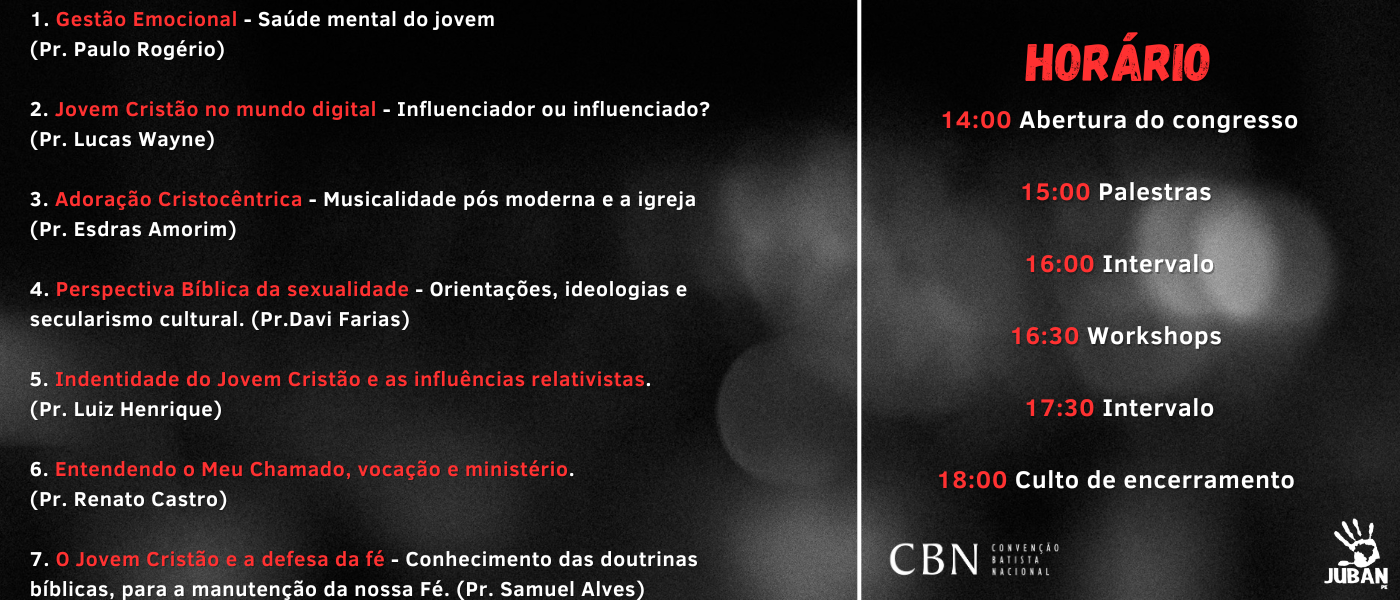 1. Gestão Emocional - Saúde mental do jovem
(Pr. Paulo Rogério)
2. Jovem Cristão no mundo digital - Influenciador ou influenciado?
(Pr. Lucas Wayne)
3. Adoração Cristocêntrica - Musicalidade pós moderna e a igreja
(Pr. Esdras Amorim)
4. Perspectiva Bíblica da sexualidade - Orientações, ideologias e
secularismo cultural. (Pr.Davi Farias)
5. Indentidade do Jovem Cristão e as influências relativistas.
(Pr. Luiz Henrique)
6. Entendendo o Meu Chamado, vocação e ministério.
(Pr. Renato Castro)
7. O Jovem Cristão e a defesa da fé - Conhecimento das doutrinas
bíblicas, para a manutenção da nossa Fé. (Pr. Samuel Alves)
HORÁRIO
14:00 Abertura do congresso
15:00 Palestras
16:00 Intervalo
16:30 Workshops
17:30 Intervalo
18:00 Culto de encerramento
CBN
CONVENÇÃO
BATISTA
NACIONAL
JUBAN
PE